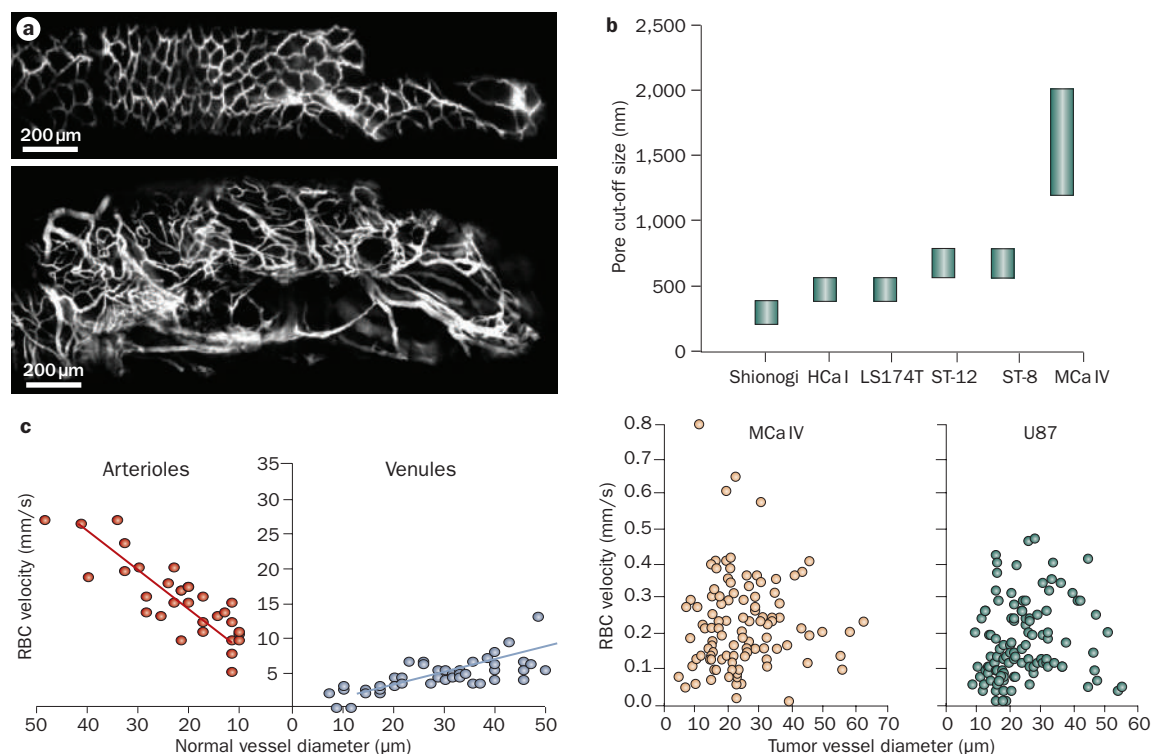 a
200 µm
200 µm
b
Pore cut-off size (nm)
2,500
2,000
1,500
1,000
500
0
Shionogi HCa I LS174T ST-12 ST-8 MCa IV
c
Arterioles
Venules
RBC velocity (mm/s)
35
30
25
20
15
10
5
50 40 30 20 10 0 10 20 30 40 50
Normal vessel diameter (µm)
MCa IV
RBC velocity (mm/s)
0.8
0.7
0.6
0.5
0.4
0.3
0.2
0.1
0.0
0 10 20 30 40 50 60 70
U87
0 10 20 30 40 50 60
Tumor vessel diameter (µm)